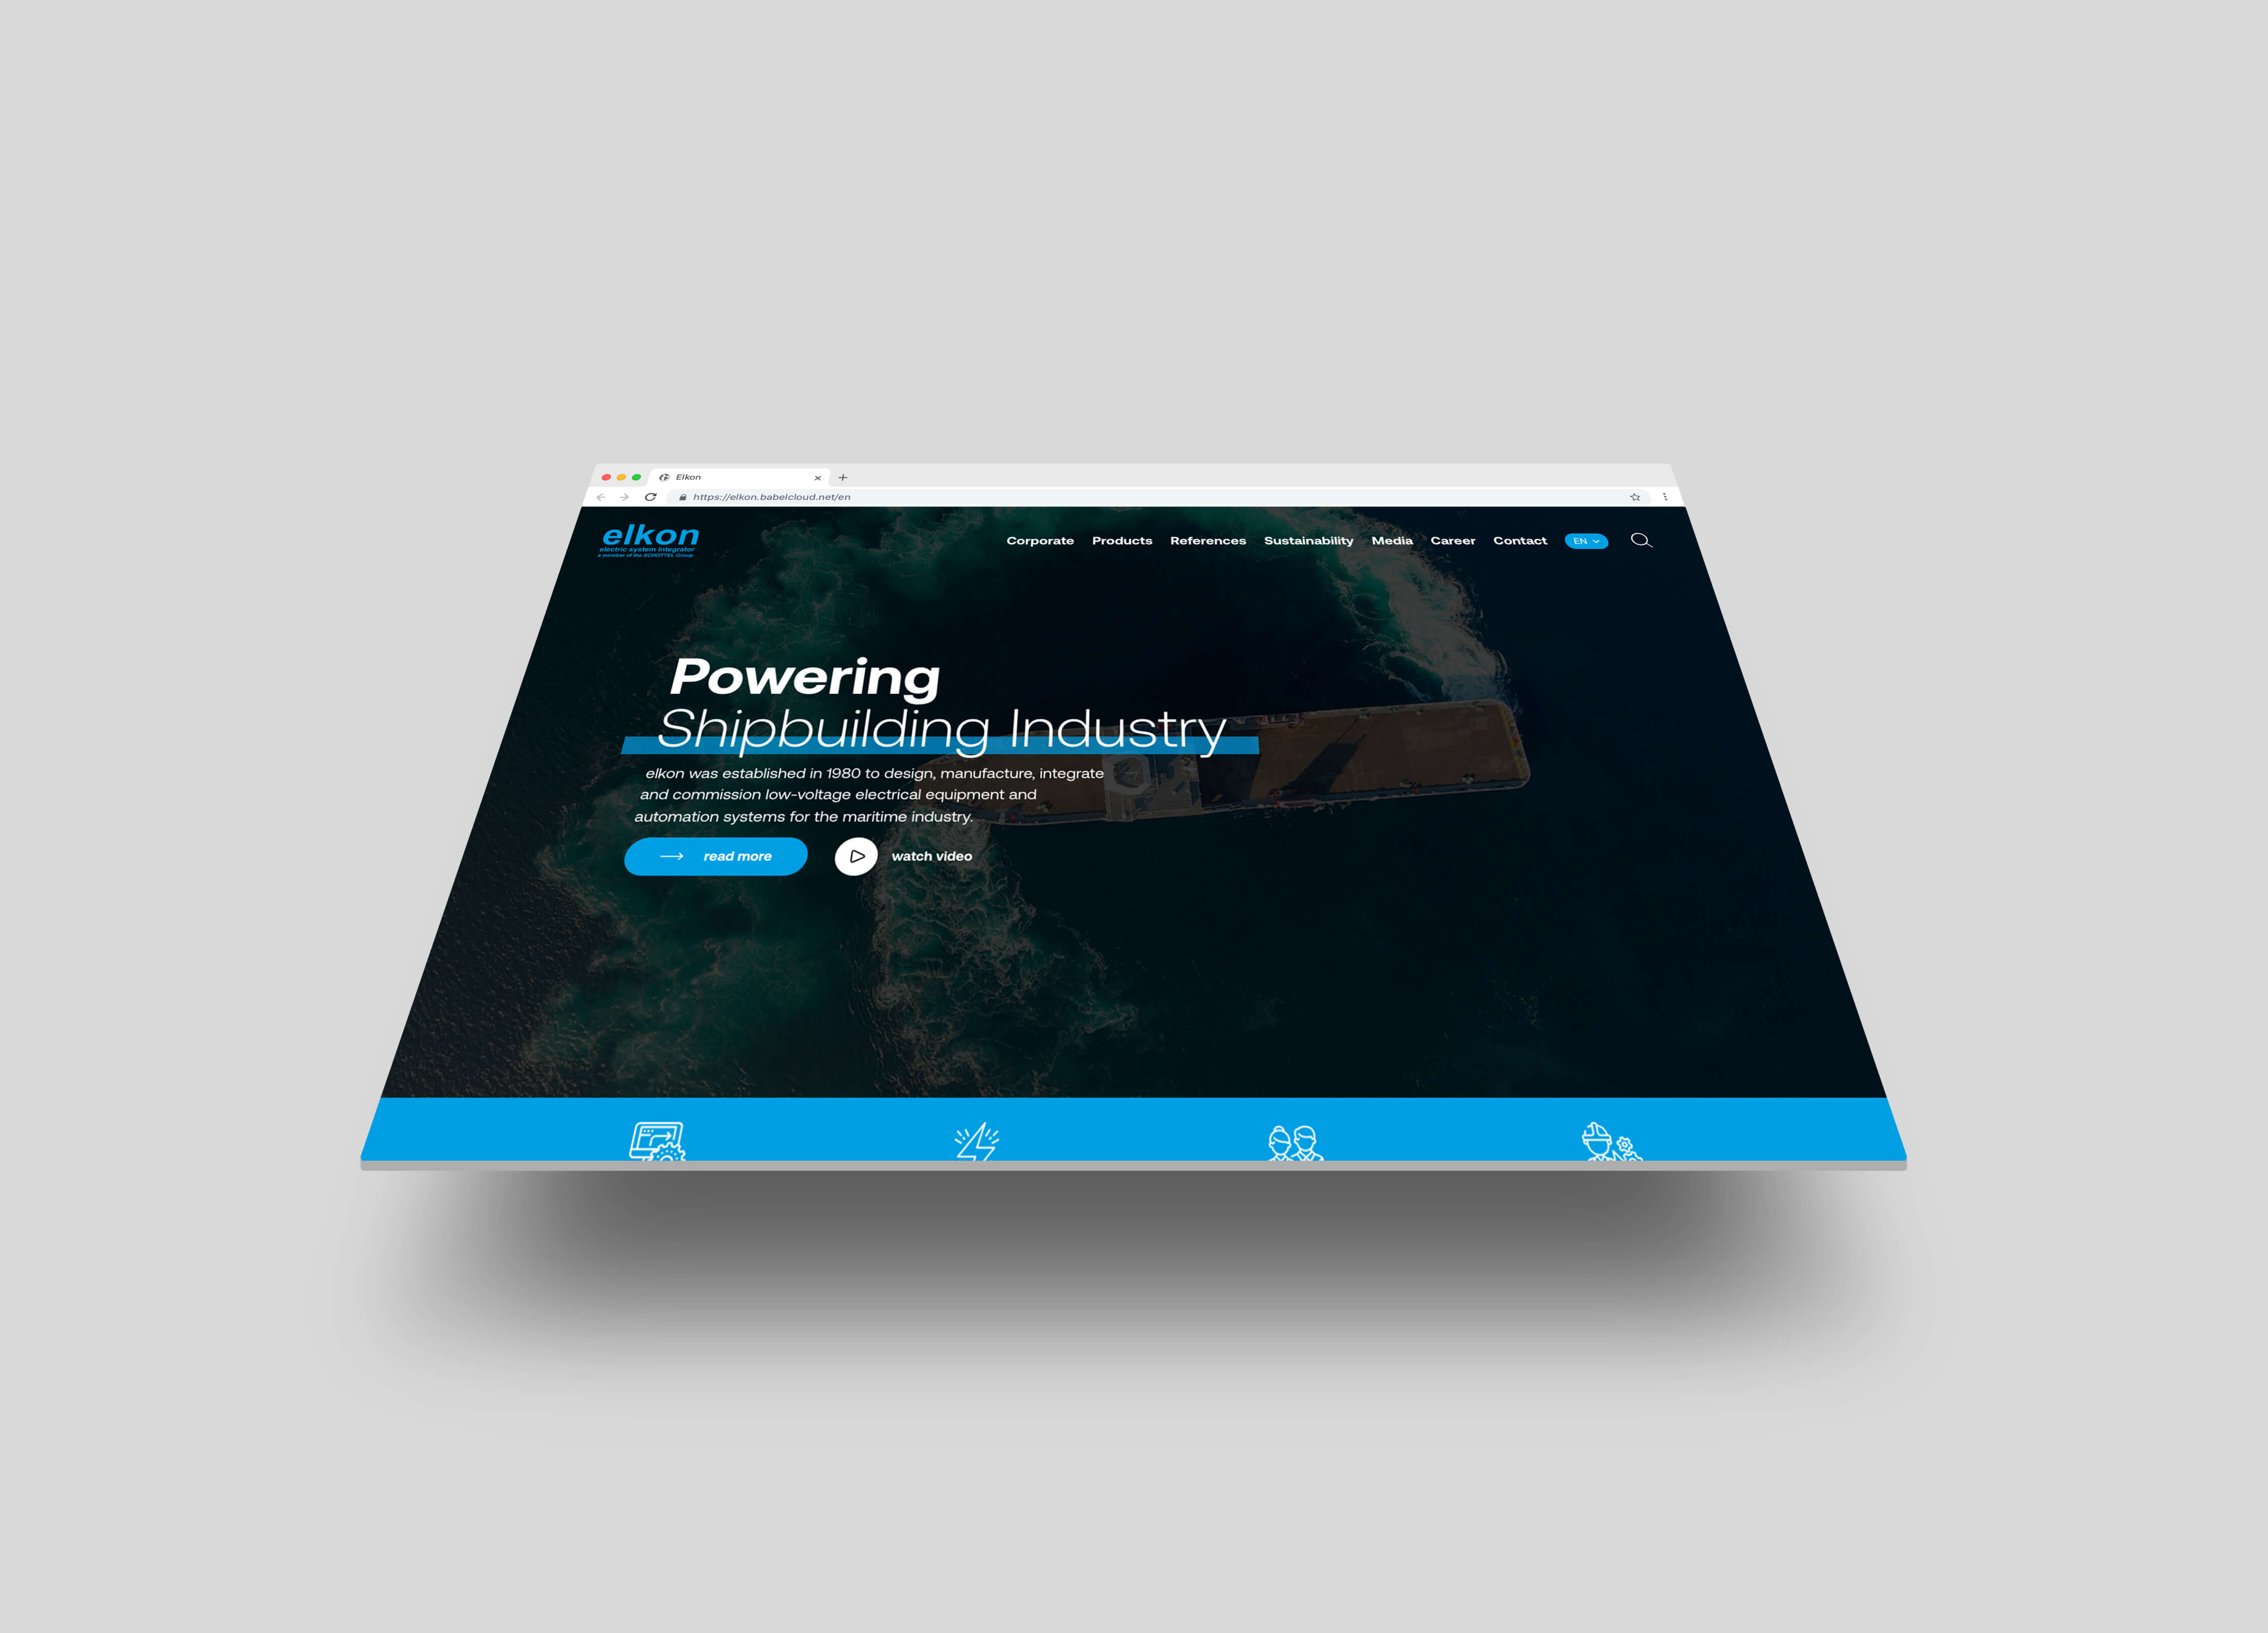 Elkon
https://elkon.babelcloud.net/en
elkon
electric system integrator
a member of the SCHOTTEL Group
Corporate Products References Sustainability Media Career Contact EN
Powering
Shipbuilding Industry
elkon was established in 1980 to design, manufacture, integrate
and commission low-voltage electrical equipment and
automation systems for the maritime industry.
read more watch video